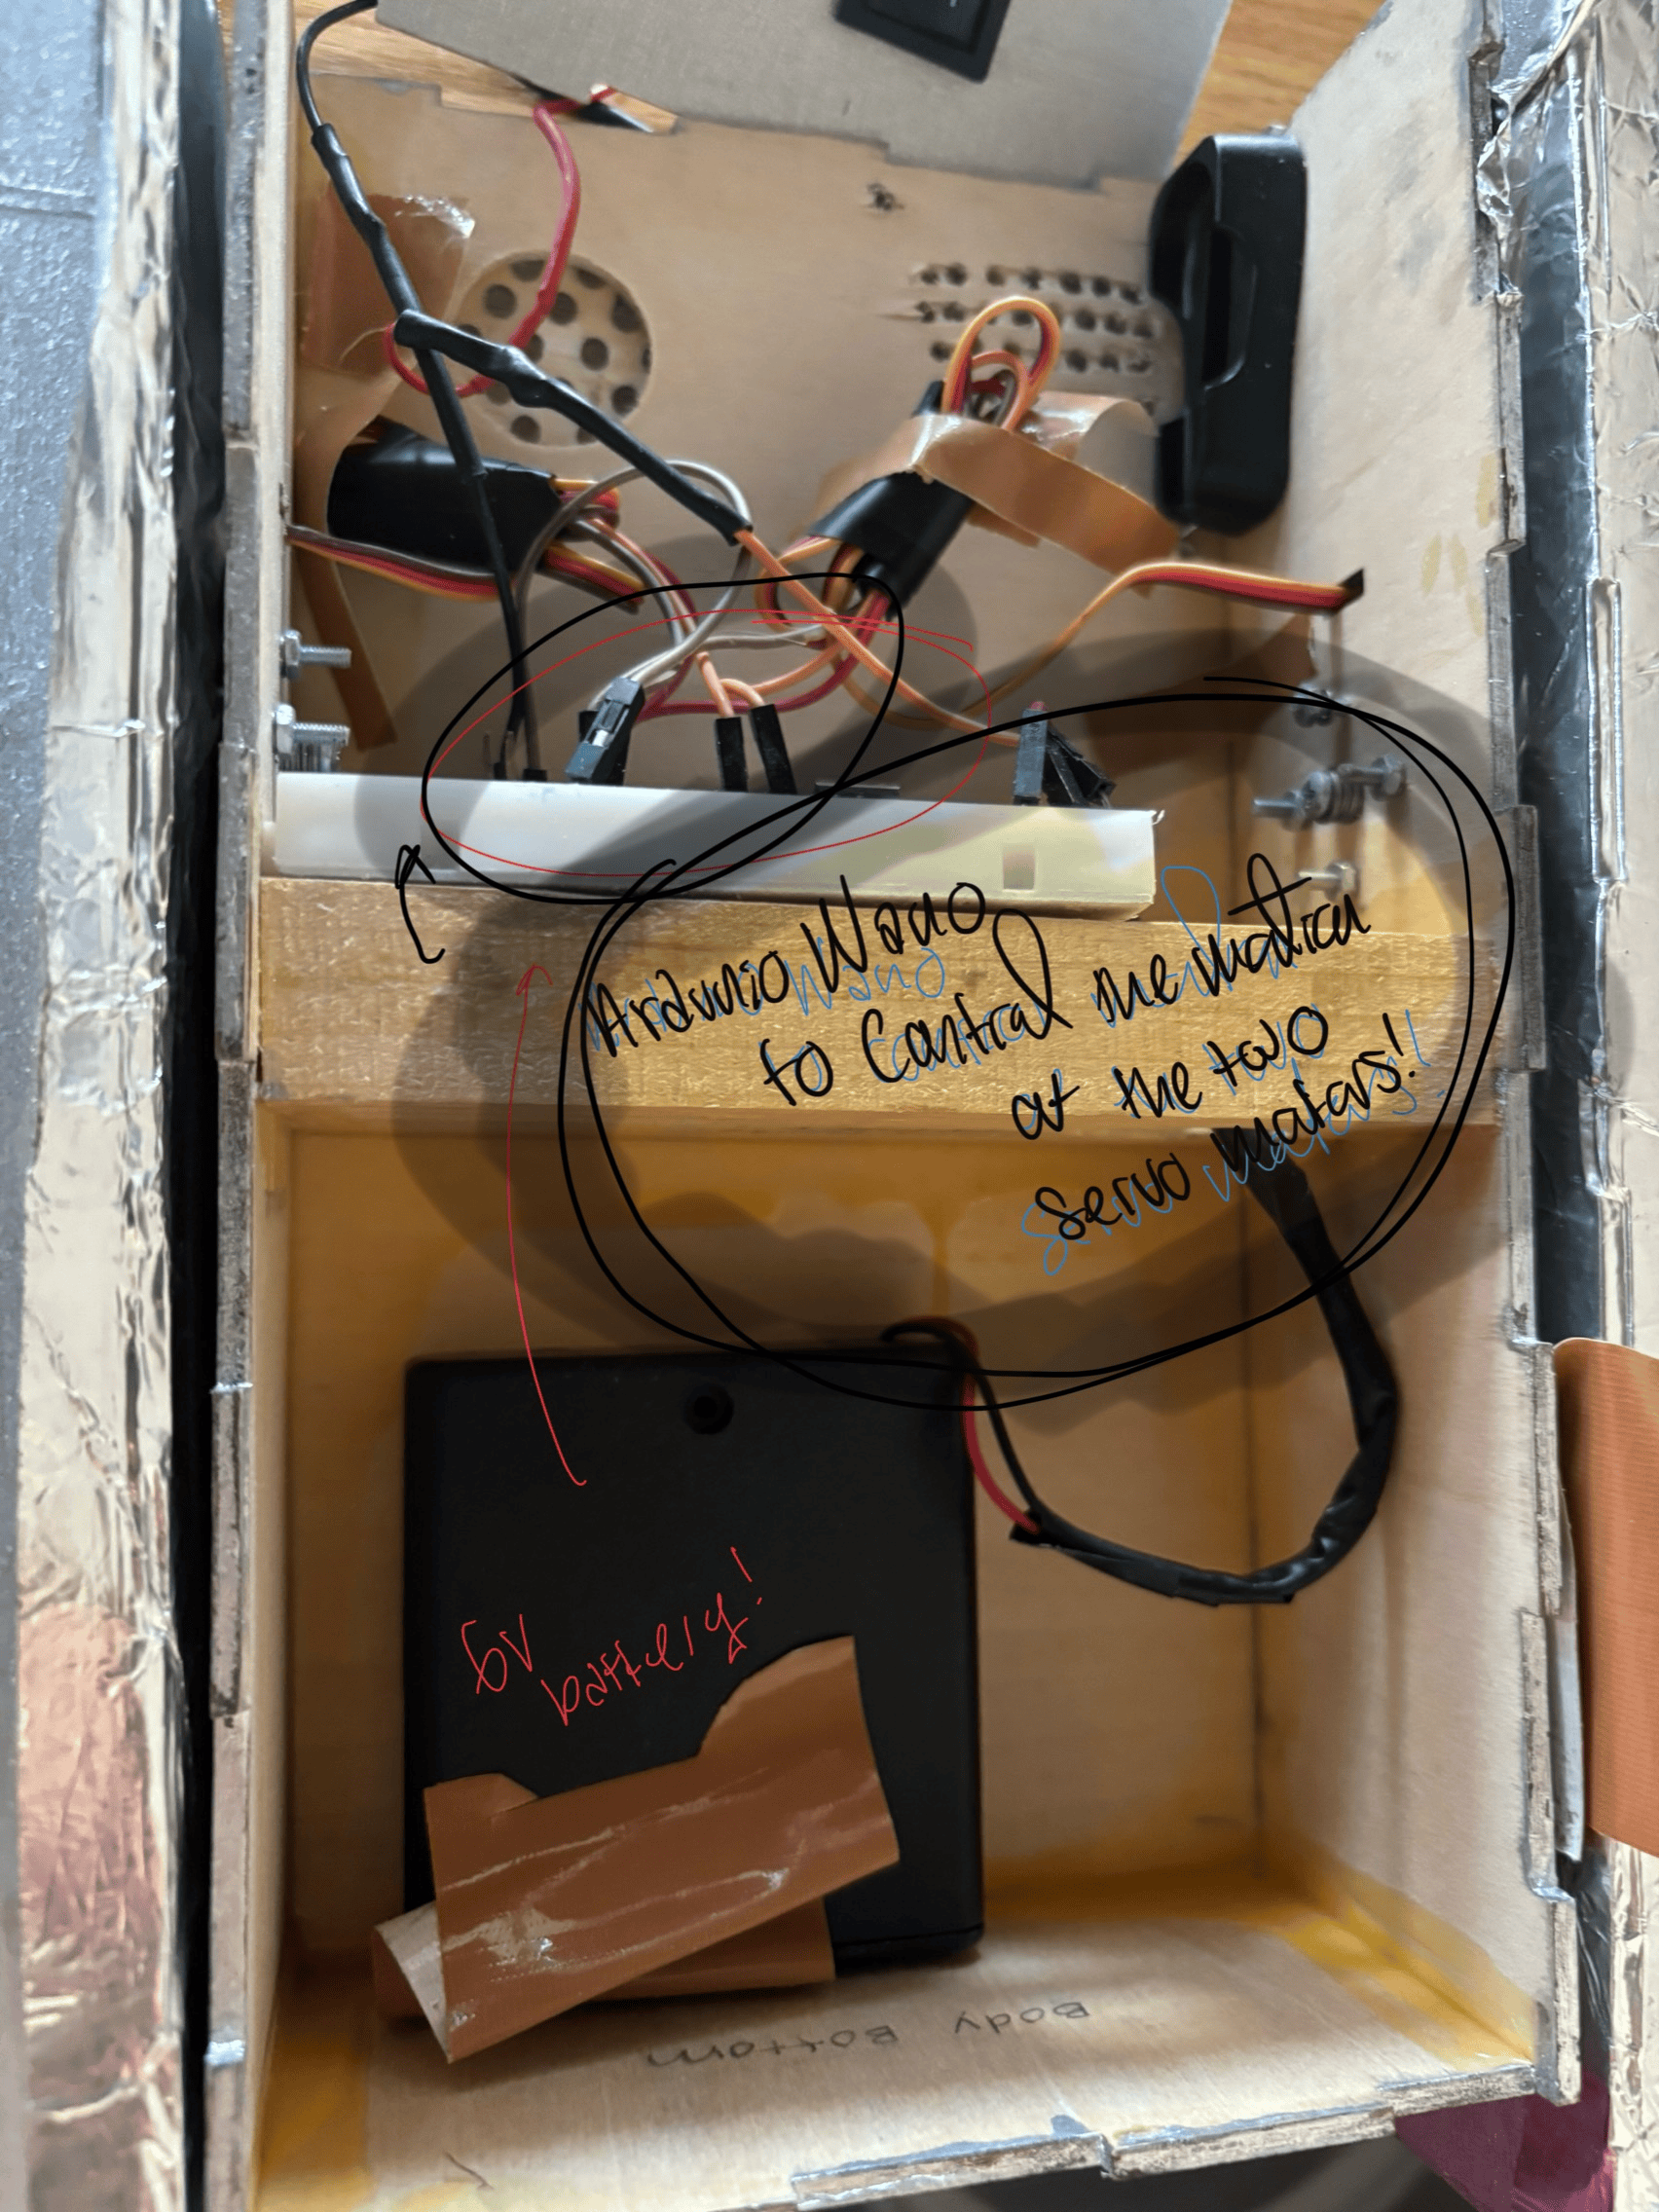 Arduino Nano
to Control the motion
of the two
servo motors!!
6v
battery!
Body Bottom